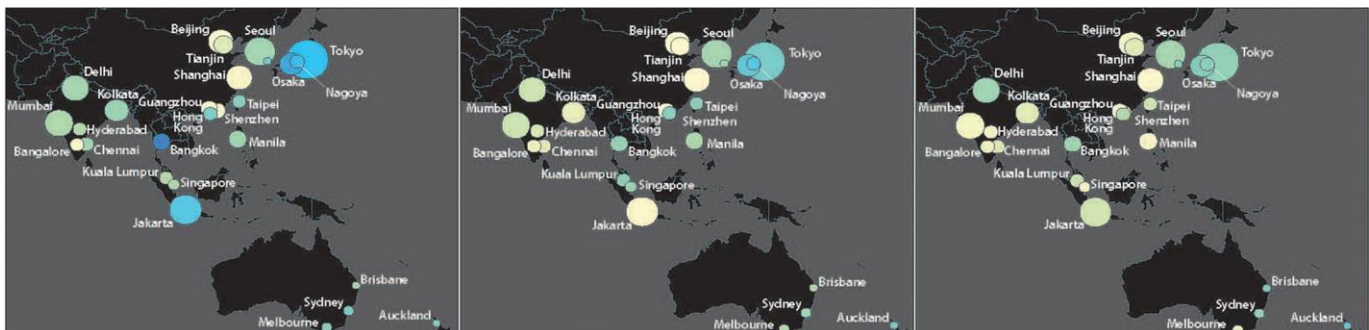 Beijing
Seoul
Tokyo
Tianjin
Shanghai
Osaka
Nagoya
Delhi
Kolkata
Mumbai
Guangzhou
Taipei
Hong
Kong
Shenzhen
Hyderabad
Bangalore
Chennai
Bangkok
Manila
Kuala Lumpur
Singapore
Jakarta
Brisbane
Sydney
Melbourne
Auckland
Beijing
Seoul
Tokyo
Tianjin
Shanghai
Osaka
Nagoya
Delhi
Kolkata
Mumbai
Guangzhou
Taipei
Hong
Kong
Shenzhen
Hyderabad
Bangalore
Chennai
Bangkok
Manila
Kuala Lumpur
Singapore
Jakarta
Brisbane
Sydney
Melbourne
Auckland
Beijing
Seoul
Tokyo
Tianjin
Shanghai
Osaka
Nagoya
Delhi
Kolkata
Mumbai
Guangzhou
Taipei
Hong
Kong
Shenzhen
Hyderabad
Bangalore
Chennai
Bangkok
Manila
Kuala Lumpur
Singapore
Jakarta
Brisbane
Sydney
Melbourne
Auckland